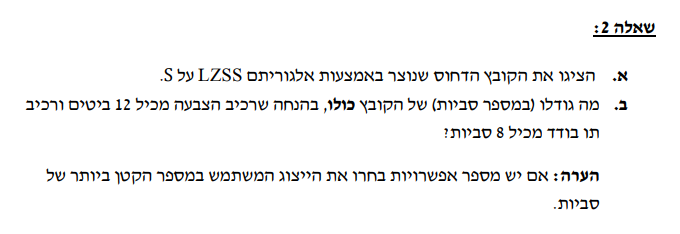 שאלה 2:
א. הציגו את הקובץ הדחוס שנוצר באמצעות אלגוריתם LZSS על S.
ב. מה גודלו (במספר סביות) של הקובץ כולו, בהנחה שרכיב הצבעה מכיל 12 ביטים ורכיב
תו בודד מכיל 8 סביות?
הערה: אם יש מספר אפשרויות בחרו את הייצוג המשתמש במספר הקטן ביותר של
סביות.